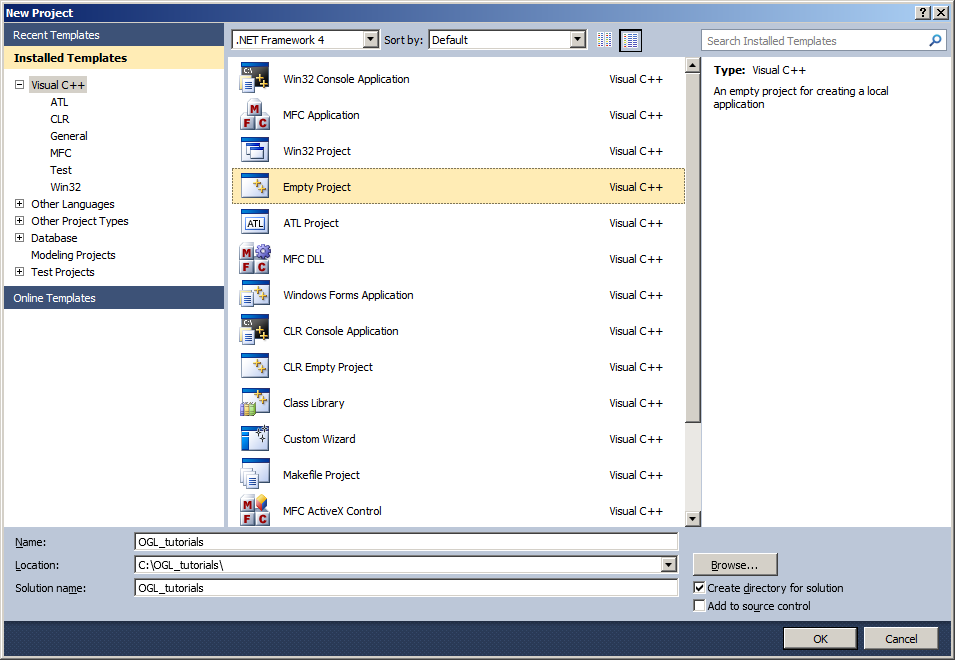 New Project
Recent Templates
.NET Framework 4
Sort by:
Default
Search Installed Templates
Installed Templates
Visual C++
ATL
CLR
General
MFC
Test
Win32
Other Languages
Other Project Types
Database
Modeling Projects
Test Projects
Online Templates
Win32 Console Application Visual C++
MFC Application Visual C++
Win32 Project Visual C++
Empty Project Visual C++
ATL Project Visual C++
MFC DLL Visual C++
Windows Forms Application Visual C++
CLR Console Application Visual C++
CLR Empty Project Visual C++
Class Library Visual C++
Custom Wizard Visual C++
Makefile Project Visual C++
MFC ActiveX Control Visual C++
Type: Visual C++
An empty project for creating a local
application
Name: OGL_tutorials
Location: C:\OGL_tutorials\
Browse...
Solution name: OGL_tutorials
Create directory for solution
Add to source control
OK
Cancel